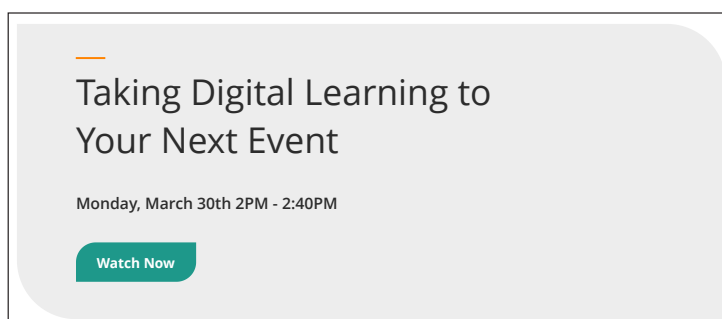 Taking Digital Learning to
Your Next Event
Monday, March 30th 2PM - 2:40PM
Watch Now